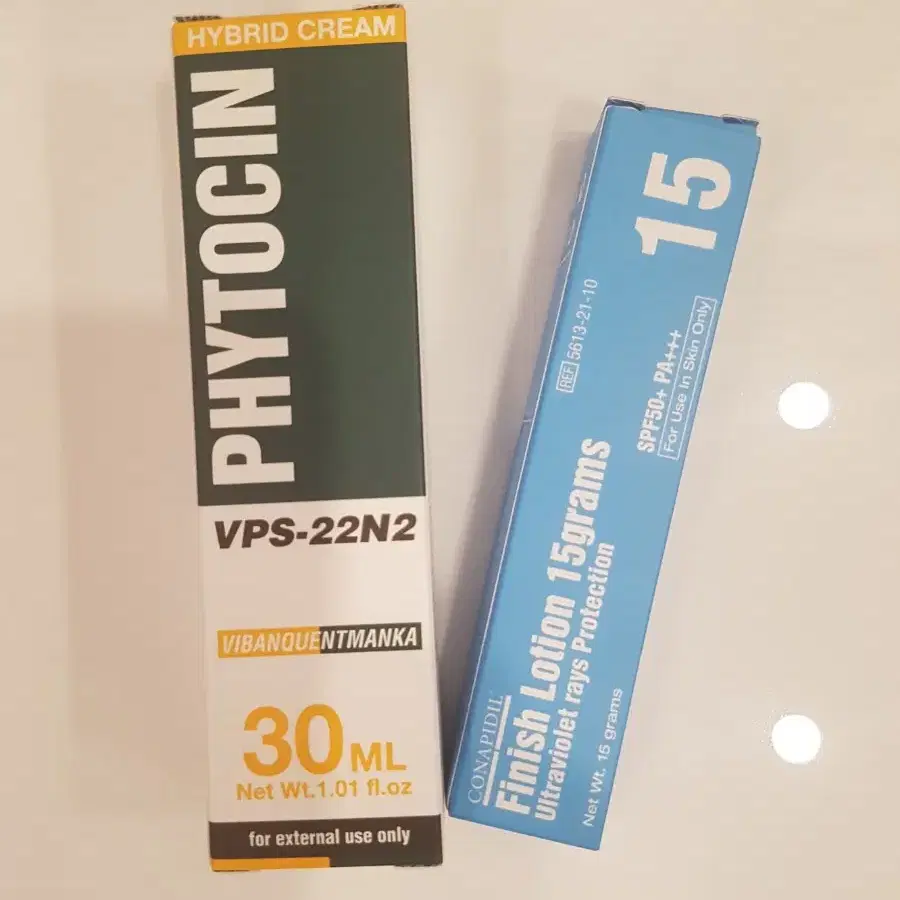 HYBRID CREAM
PHYTOCIN
VPS-22N2
VIBANQUENTMANKA
30 ML
Net Wt.1.01 fl.oz
for external use only
15
REF 5613-21-10
SPF50+ PA+++
For Use In Skin Only
CONAPIDIL
Finish Lotion 15grams
Ultraviolet rays Protection
Net Wt. 15 grams